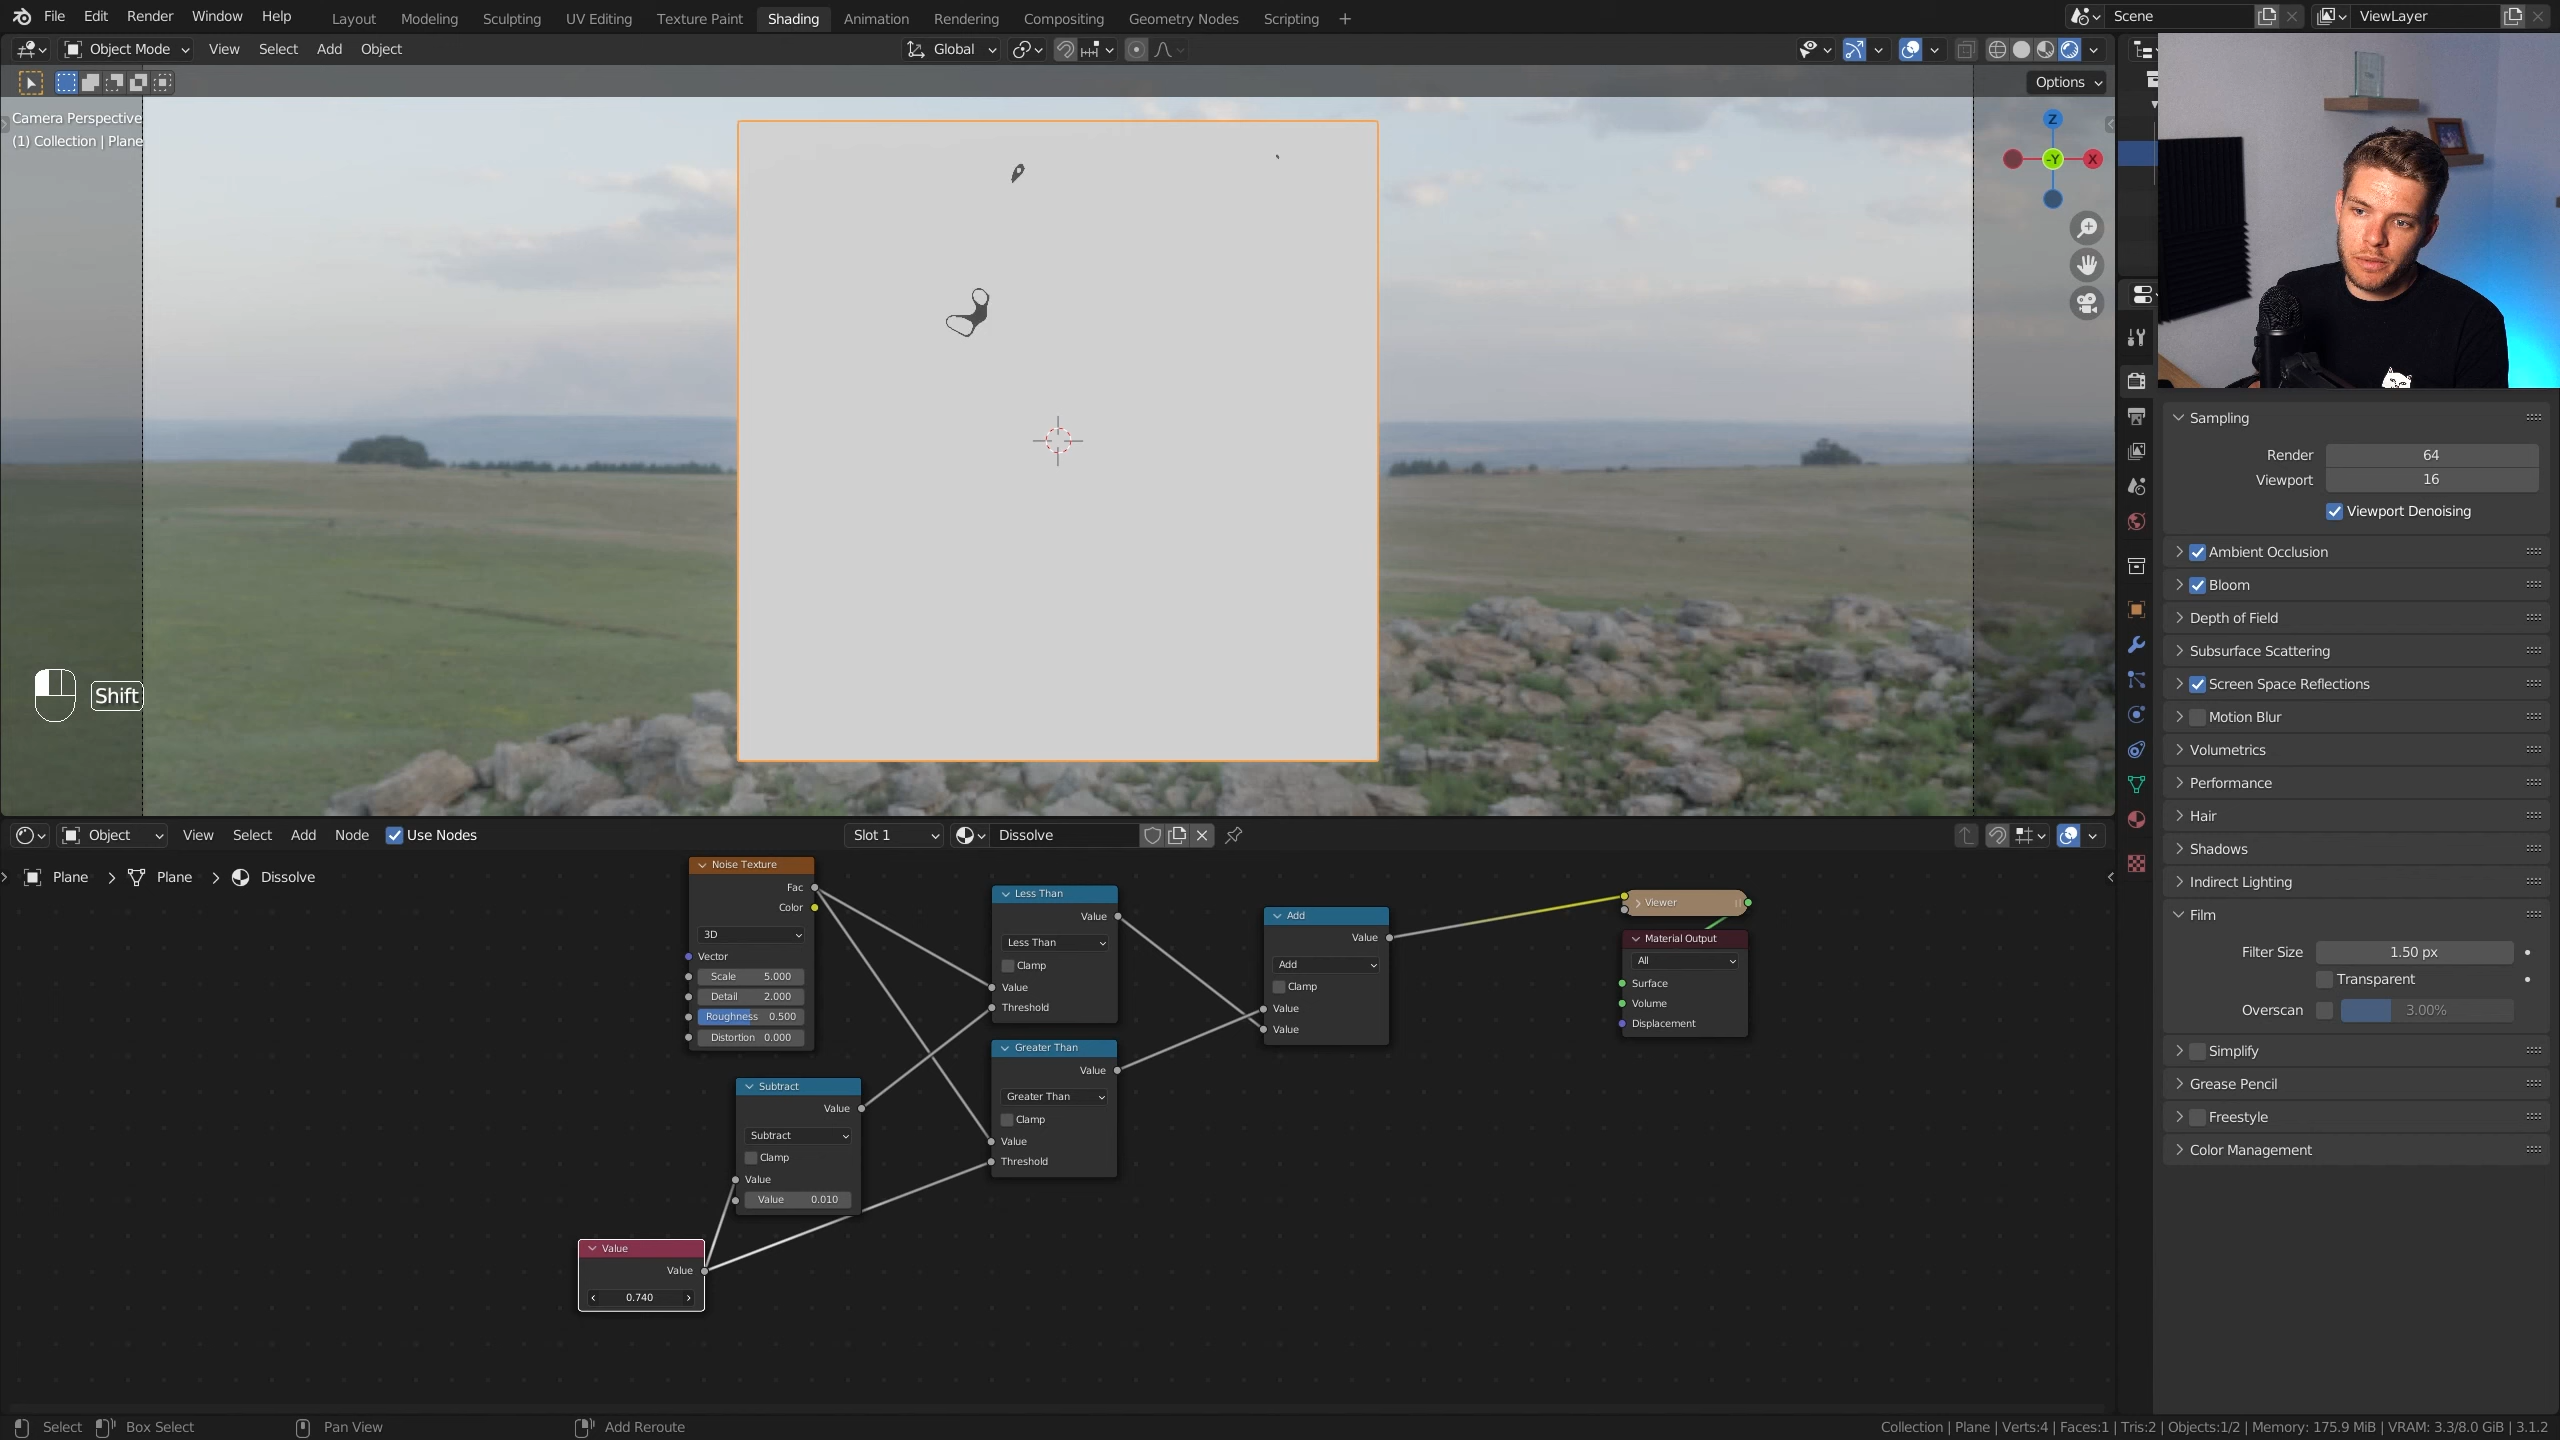 File Edit Render Window Help Layout Modeling Sculpting UV Editing Texture Paint Shading Animation Rendering Compositing Geometry Nodes Scripting + Scene ViewLayer
Object Mode View Select Add Object Global
Options
Camera Perspective
(1) Collection | Plane
Z
-Y X
Shift
Sampling
Render 64
Viewport 16
Viewport Denoising
Ambient Occlusion
Bloom
Depth of Field
Subsurface Scattering
Screen Space Reflections
Motion Blur
Volumetrics
Performance
Hair
Shadows
Indirect Lighting
Film
Filter Size 1.50 px
Transparent
Overscan 3.00%
Simplify
Grease Pencil
Freestyle
Color Management
Object View Select Add Node Use Nodes Slot 1 Dissolve
Plane > Plane > Dissolve
Noise Texture
Fac
Color
3D
Vector
Scale 5.000
Detail 2.000
Roughness 0.500
Distortion 0.000
Subtract
Value
Subtract
Clamp
Value
Value 0.010
Value
Value
0.740
Less Than
Value
Less Than
Clamp
Value
Threshold
Greater Than
Value
Greater Than
Clamp
Value
Threshold
Add
Value
Add
Clamp
Value
Value
Viewer
Material Output
All
Surface
Volume
Displacement
Select Box Select Pan View Add Reroute Collection | Plane | Verts:4 | Faces:1 | Tris:2 | Objects:1/2 | Memory: 175.9 MiB | VRAM: 3.3/8.0 GiB | 3.1.2